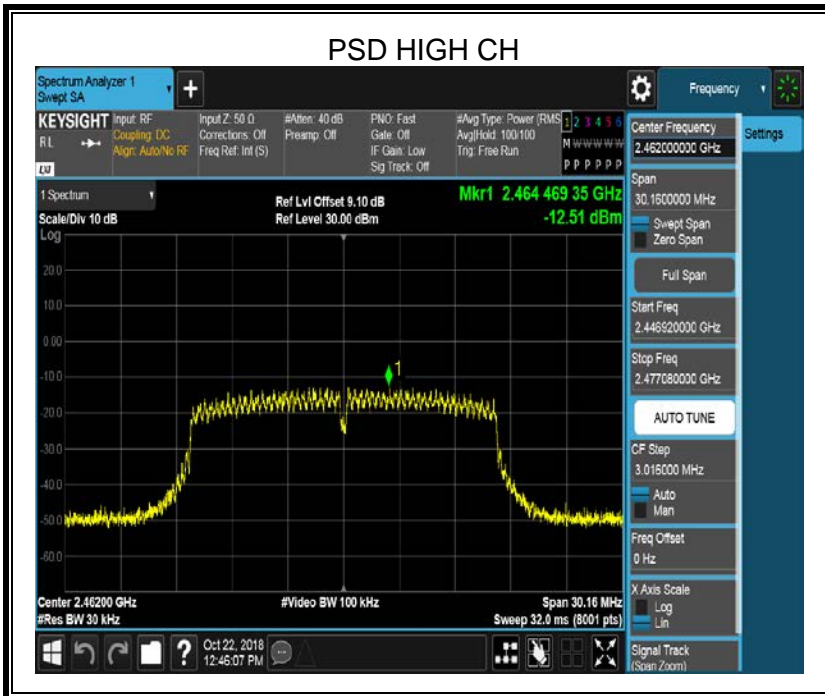 PSD HIGH CH
Spectrum Analyzer 1
Swept SA
+
Frequency
KEYSIGHT
RL
LXI
Input: RF
Coupling: DC
Align: Auto/No RF
Input Z: 50 Ω
Corrections: Off
Freq Ref: Int (S)
#Atten: 40 dB
Preamp: Off
PNO: Fast
Gate: Off
IF Gain: Low
Sig Track: Off
#Avg Type: Power (RMS
Avg|Hold: 100/100
Trig: Free Run
1 2 3 4 5 6
M W W W W W
P P P P P P
Center Frequency
2.462000000 GHz
Settings
1 Spectrum
Scale/Div 10 dB
Ref Lvl Offset 9.10 dB
Ref Level 30.00 dBm
Mkr1 2.464 469 35 GHz
-12.51 dBm
Span
30.1600000 MHz
Swept Span
Zero Span
Full Span
Start Freq
2.446920000 GHz
Stop Freq
2.477080000 GHz
AUTO TUNE
CF Step
3.016000 MHz
Auto
Man
Freq Offset
0 Hz
X Axis Scale
Log
Lin
Signal Track
(Span Zoom)
Log
20.0
10.0
0.00
-10.0
-20.0
-30.0
-40.0
-50.0
-60.0
1
Center 2.46200 GHz
#Res BW 30 kHz
#Video BW 100 kHz
Span 30.16 MHz
Sweep 32.0 ms (8001 pts)
?
Oct 22, 2018
12:46:07 PM